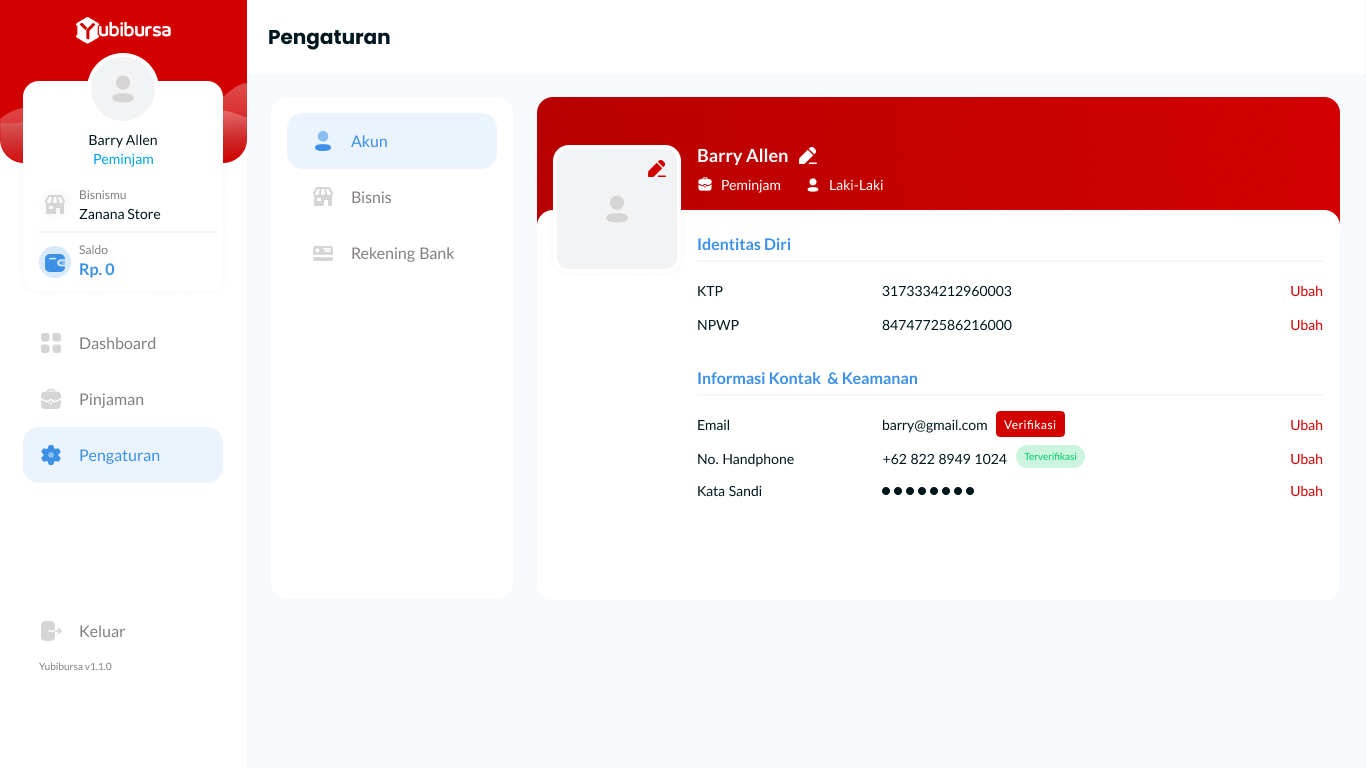 Yubibursa
Barry Allen
Peminjam
Bisnismu
Zanana Store
Saldo
Rp. 0
Dashboard
Pinjaman
Pengaturan
Keluar
Yubibursa v1.1.0
Pengaturan
Akun
Bisnis
Rekening Bank
Barry Allen
Peminjam Laki-Laki
Identitas Diri
KTP 3173334212960003 Ubah
NPWP 8474772586216000 Ubah
Informasi Kontak & Keamanan
Email barry@gmail.com Verifikasi Ubah
No. Handphone +62 822 8949 1024 Terverifikasi Ubah
Kata Sandi ●●●●●●●● Ubah